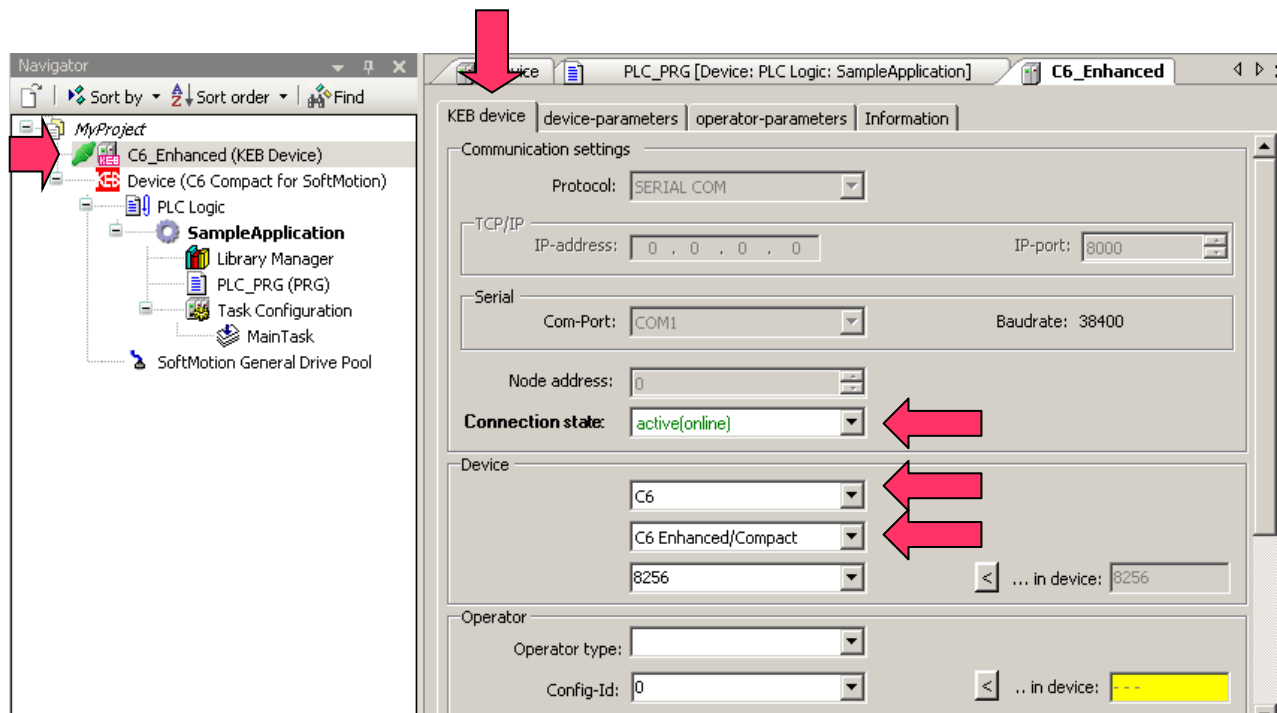 Navigator
Sort by Sort order Find
MyProject
C6_Enhanced (KEB Device)
Device (C6 Compact for SoftMotion)
PLC Logic
SampleApplication
Library Manager
PLC_PRG (PRG)
Task Configuration
MainTask
SoftMotion General Drive Pool
PLC_PRG [Device: PLC Logic: SampleApplication] C6_Enhanced
KEB device device-parameters operator-parameters Information
Communication settings
Protocol: SERIAL COM
TCP/IP
IP-address: 0 . 0 . 0 . 0 IP-port: 8000
Serial
Com-Port: COM1 Baudrate: 38400
Node address: 0
Connection state: active(online)
Device
C6
C6 Enhanced/Compact
8256 < ... in device: 8256
Operator
Operator type:
Config-Id: 0 < .. in device: - - -